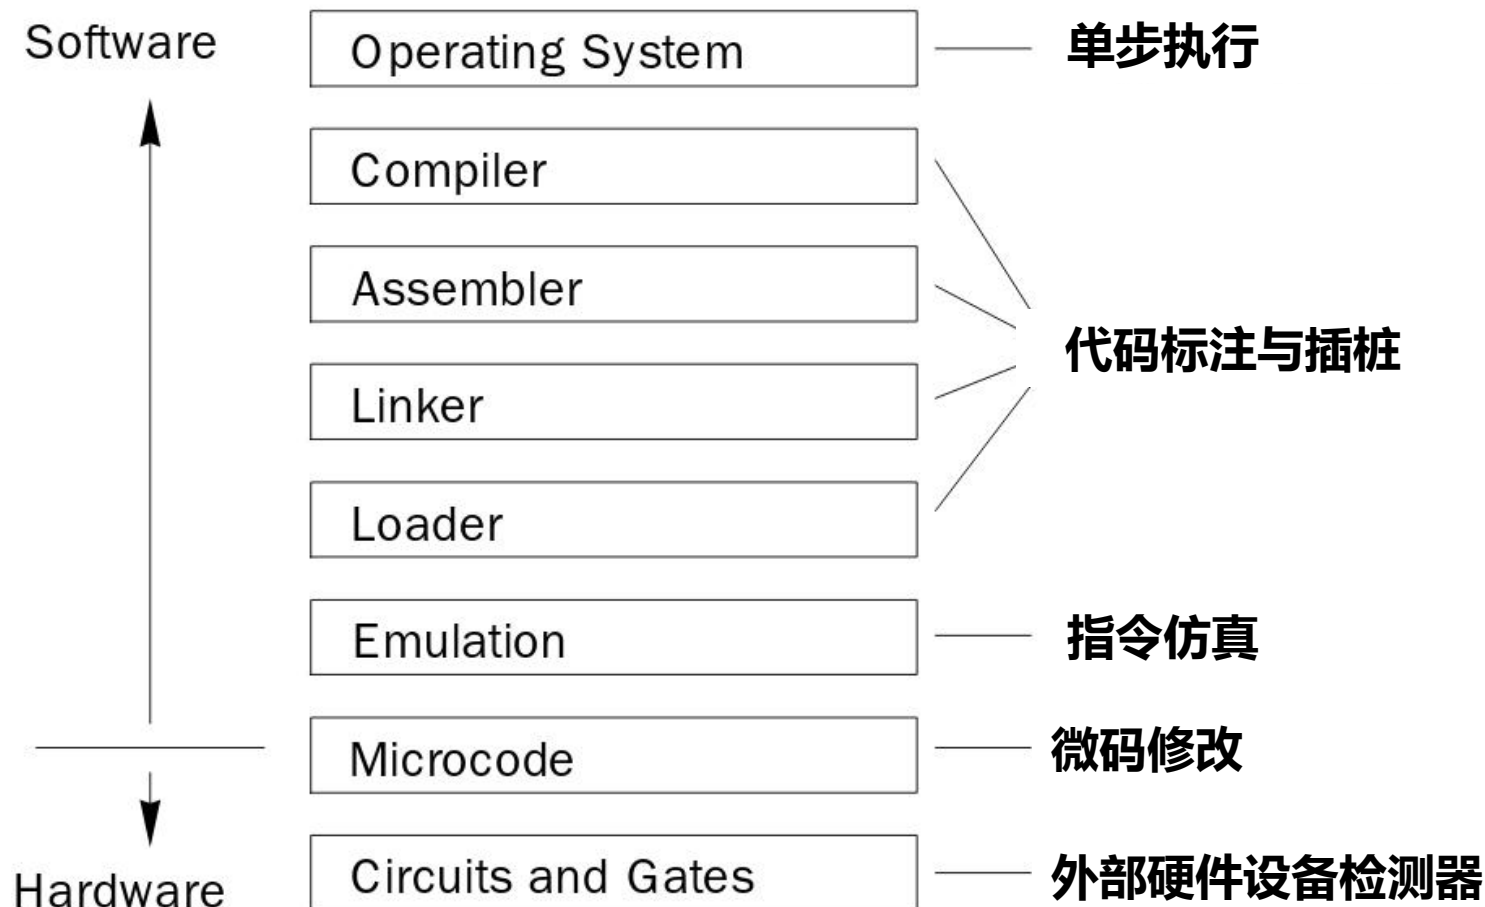 Software
Operating System
单步执行
Compiler
Assembler
代码标注与插桩
Linker
Loader
Emulation
指令仿真
Microcode
微码修改
Hardware
Circuits and Gates
外部硬件设备检测器